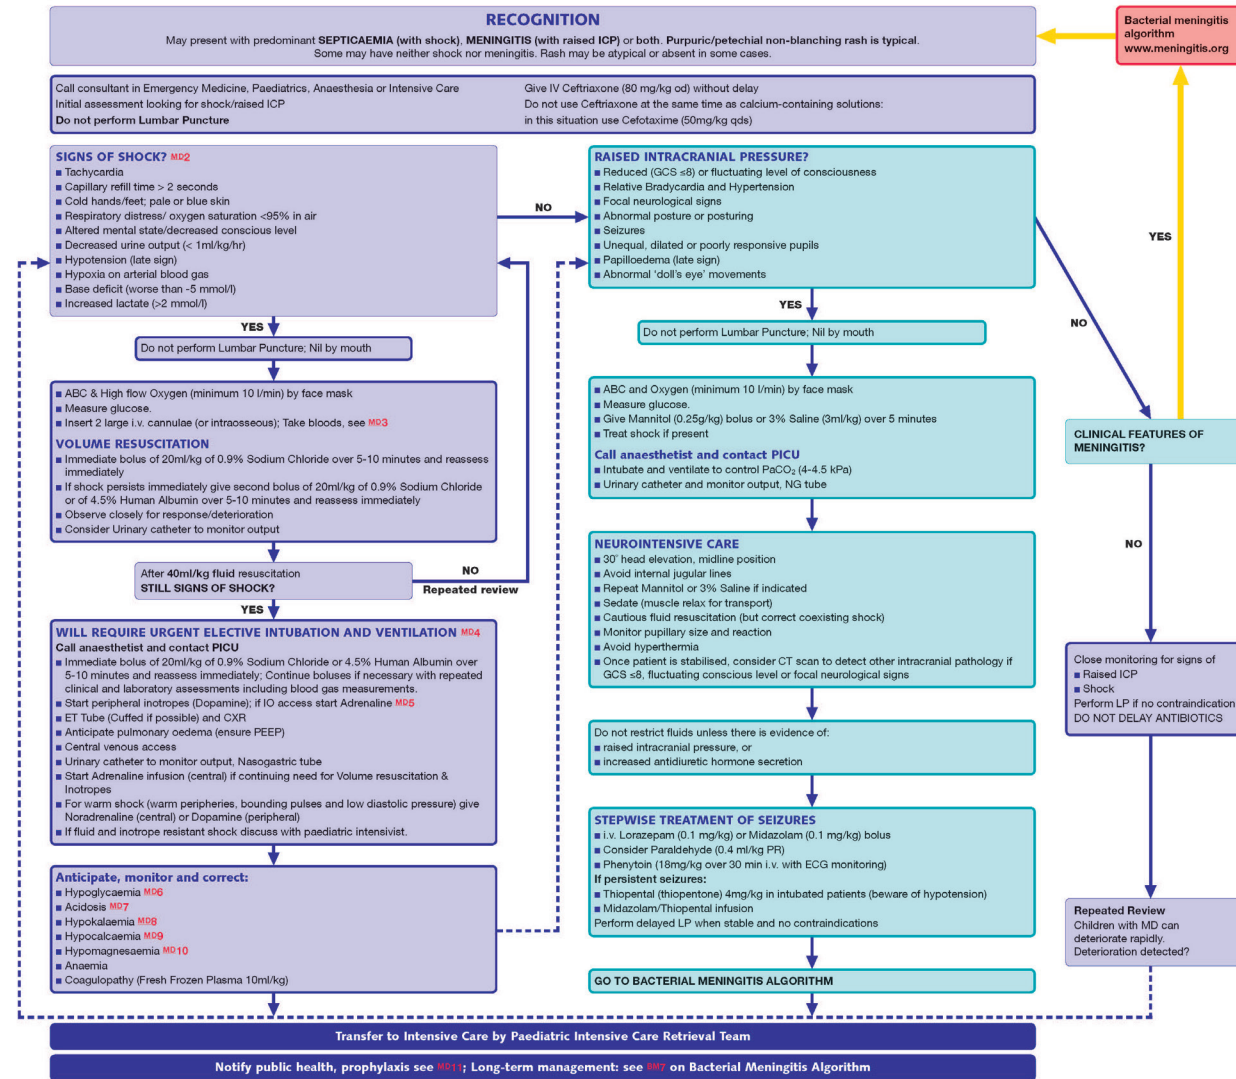 RECOGNITION
May present with predominant SEPTICAEMIA (with shock), MENINGITIS (with raised ICP) or both. Purpuric/petechial non-blanching rash is typical.
Some may have neither shock nor meningitis. Rash may be atypical or absent in some cases.
Bacterial meningitis
algorithm
www.meningitis.org
Call consultant in Emergency Medicine, Paediatrics, Anaesthesia or Intensive Care
Initial assessment looking for shock/raised ICP
Do not perform Lumbar Puncture
Give IV Ceftriaxone (80 mg/kg od) without delay
Do not use Ceftriaxone at the same time as calcium-containing solutions:
in this situation use Cefotaxime (50mg/kg qds)
SIGNS OF SHOCK? MD2
■ Tachycardia
■ Capillary refill time > 2 seconds
■ Cold hands/feet; pale or blue skin
■ Respiratory distress/ oxygen saturation <95% in air
■ Altered mental state/decreased conscious level
■ Decreased urine output (< 1ml/kg/hr)
■ Hypotension (late sign)
■ Hypoxia on arterial blood gas
■ Base deficit (worse than -5 mmol/l)
■ Increased lactate (>2 mmol/l)
NO
YES
Do not perform Lumbar Puncture; Nil by mouth
■ ABC & High flow Oxygen (minimum 10 l/min) by face mask
■ Measure glucose.
■ Insert 2 large i.v. cannulae (or intraosseous); Take bloods, see MD3
VOLUME RESUSCITATION
■ Immediate bolus of 20ml/kg of 0.9% Sodium Chloride over 5-10 minutes and reassess
immediately
■ If shock persists immediately give second bolus of 20ml/kg of 0.9% Sodium Chloride
or of 4.5% Human Albumin over 5-10 minutes and reassess immediately
■ Observe closely for response/deterioration
■ Consider Urinary catheter to monitor output
After 40ml/kg fluid resuscitation
STILL SIGNS OF SHOCK?
NO
Repeated review
YES
WILL REQUIRE URGENT ELECTIVE INTUBATION AND VENTILATION MD4
Call anaesthetist and contact PICU
■ Immediate bolus of 20ml/kg of 0.9% Sodium Chloride or 4.5% Human Albumin over
5-10 minutes and reassess immediately; Continue boluses if necessary with repeated
clinical and laboratory assessments including blood gas measurements.
■ Start peripheral inotropes (Dopamine); if IO access start Adrenaline MD5
■ ET Tube (Cuffed if possible) and CXR
■ Anticipate pulmonary oedema (ensure PEEP)
■ Central venous access
■ Urinary catheter to monitor output, Nasogastric tube
■ Start Adrenaline infusion (central) if continuing need for Volume resuscitation &
Inotropes
■ For warm shock (warm peripheries, bounding pulses and low diastolic pressure) give
Noradrenaline (central) or Dopamine (peripheral)
■ If fluid and inotrope resistant shock discuss with paediatric intensivist.
Anticipate, monitor and correct:
■ Hypoglycaemia MD6
■ Acidosis MD7
■ Hypokalaemia MD8
■ Hypocalcaemia MD9
■ Hypomagnesaemia MD10
■ Anaemia
■ Coagulopathy (Fresh Frozen Plasma 10ml/kg)
RAISED INTRACRANIAL PRESSURE?
■ Reduced (GCS ≤8) or fluctuating level of consciousness
■ Relative Bradycardia and Hypertension
■ Focal neurological signs
■ Abnormal posture or posturing
■ Seizures
■ Unequal, dilated or poorly responsive pupils
■ Papilloedema (late sign)
■ Abnormal ‘doll’s eye’ movements
YES
Do not perform Lumbar Puncture; Nil by mouth
■ ABC and Oxygen (minimum 10 l/min) by face mask
■ Measure glucose.
■ Give Mannitol (0.25g/kg) bolus or 3% Saline (3ml/kg) over 5 minutes
■ Treat shock if present
Call anaesthetist and contact PICU
■ Intubate and ventilate to control PaCO₂ (4-4.5 kPa)
■ Urinary catheter and monitor output, NG tube
NEUROINTENSIVE CARE
■ 30° head elevation, midline position
■ Avoid internal jugular lines
■ Repeat Mannitol or 3% Saline if indicated
■ Sedate (muscle relax for transport)
■ Cautious fluid resuscitation (but correct coexisting shock)
■ Monitor pupillary size and reaction
■ Avoid hyperthermia
■ Once patient is stabilised, consider CT scan to detect other intracranial pathology if
GCS ≤8, fluctuating conscious level or focal neurological signs
Do not restrict fluids unless there is evidence of:
■ raised intracranial pressure, or
■ increased antidiuretic hormone secretion
STEPWISE TREATMENT OF SEIZURES
■ i.v. Lorazepam (0.1 mg/kg) or Midazolam (0.1 mg/kg) bolus
■ Consider Paraldehyde (0.4 ml/kg PR)
■ Phenytoin (18mg/kg over 30 min i.v. with ECG monitoring)
If persistent seizures:
■ Thiopental (thiopentone) 4mg/kg in intubated patients (beware of hypotension)
■ Midazolam/Thiopental infusion
Perform delayed LP when stable and no contraindications
GO TO BACTERIAL MENINGITIS ALGORITHM
NO
YES
CLINICAL FEATURES OF
MENINGITIS?
NO
Close monitoring for signs of
■ Raised ICP
■ Shock
Perform LP if no contraindication
DO NOT DELAY ANTIBIOTICS
Repeated Review
Children with MD can
deteriorate rapidly.
Deterioration detected?
Transfer to Intensive Care by Paediatric Intensive Care Retrieval Team
Notify public health, prophylaxis see MD11; Long-term management: see BM7 on Bacterial Meningitis Algorithm